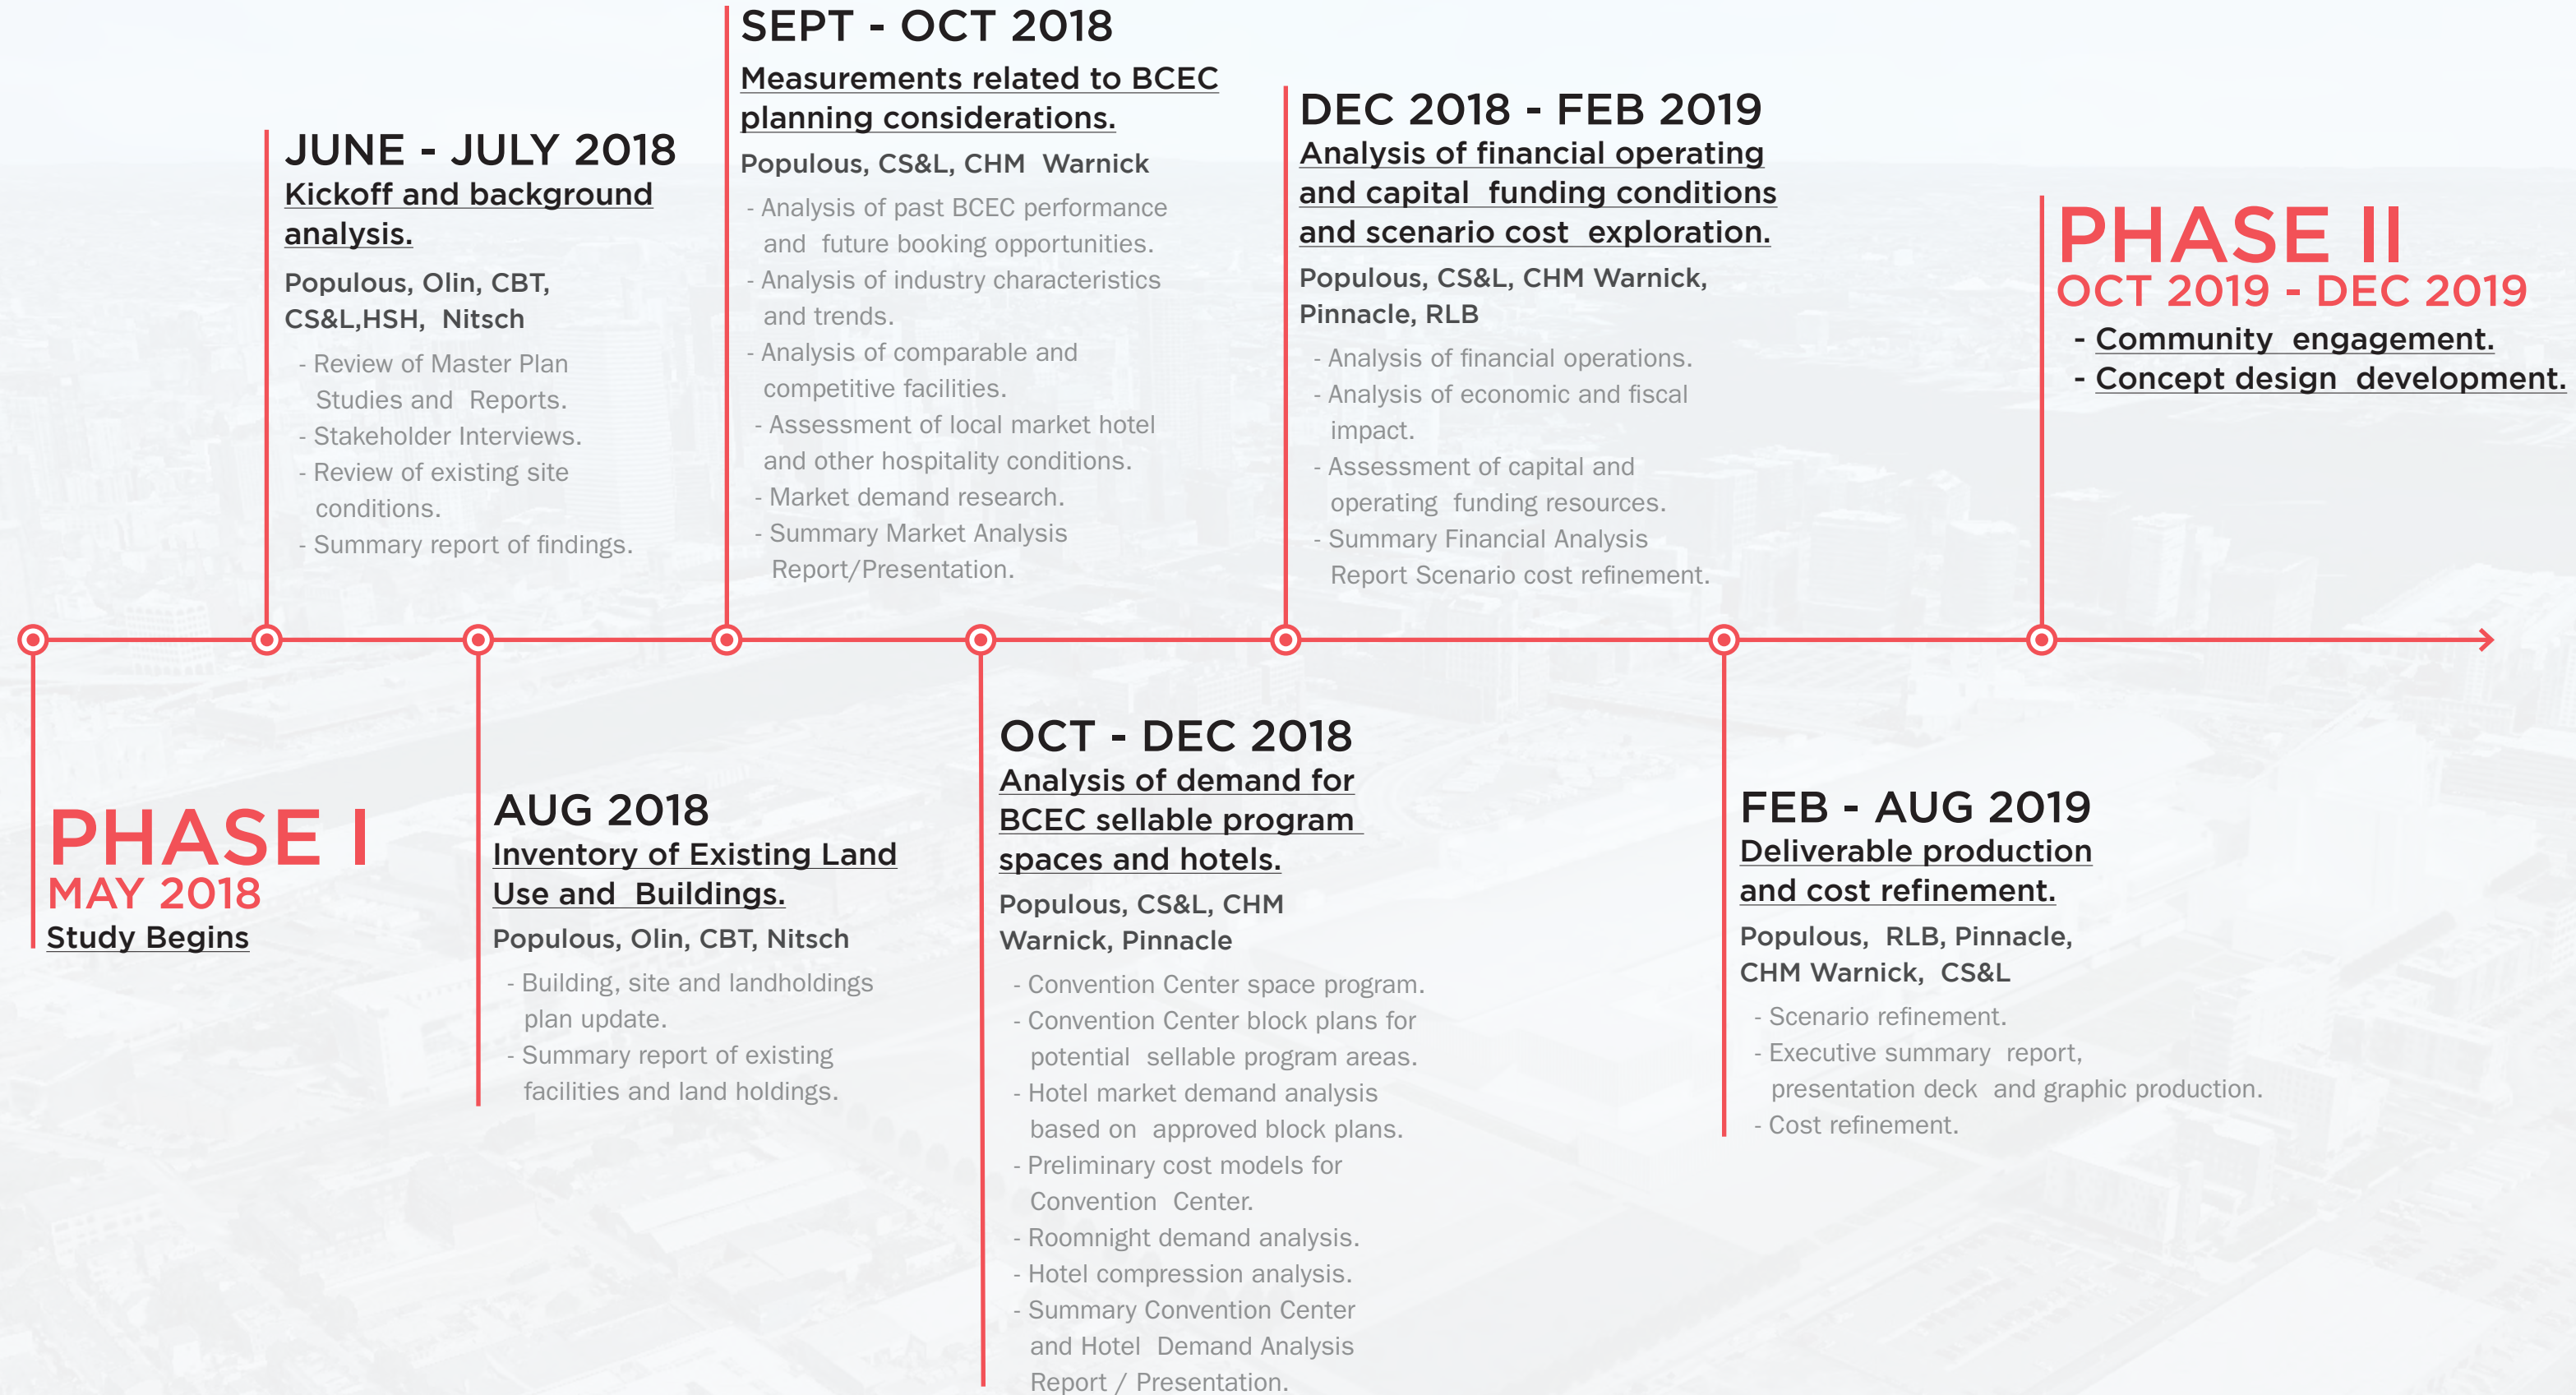 PHASE I
MAY 2018
Study Begins
JUNE - JULY 2018
Kickoff and background
analysis.
Populous, Olin, CBT,
CS&L,HSH, Nitsch
- Review of Master Plan
Studies and Reports.
- Stakeholder Interviews.
- Review of existing site
conditions.
- Summary report of findings.
AUG 2018
Inventory of Existing Land
Use and Buildings.
Populous, Olin, CBT, Nitsch
- Building, site and landholdings
plan update.
- Summary report of existing
facilities and land holdings.
SEPT - OCT 2018
Measurements related to BCEC
planning considerations.
Populous, CS&L, CHM Warnick
- Analysis of past BCEC performance
and future booking opportunities.
- Analysis of industry characteristics
and trends.
- Analysis of comparable and
competitive facilities.
- Assessment of local market hotel
and other hospitality conditions.
- Market demand research.
- Summary Market Analysis
Report/Presentation.
OCT - DEC 2018
Analysis of demand for
BCEC sellable program
spaces and hotels.
Populous, CS&L, CHM
Warnick, Pinnacle
- Convention Center space program.
- Convention Center block plans for
potential sellable program areas.
- Hotel market demand analysis
based on approved block plans.
- Preliminary cost models for
Convention Center.
- Roomnight demand analysis.
- Hotel compression analysis.
- Summary Convention Center
and Hotel Demand Analysis
Report / Presentation.
DEC 2018 - FEB 2019
Analysis of financial operating
and capital funding conditions
and scenario cost exploration.
Populous, CS&L, CHM Warnick,
Pinnacle, RLB
- Analysis of financial operations.
- Analysis of economic and fiscal
impact.
- Assessment of capital and
operating funding resources.
- Summary Financial Analysis
Report Scenario cost refinement.
FEB - AUG 2019
Deliverable production
and cost refinement.
Populous, RLB, Pinnacle,
CHM Warnick, CS&L
- Scenario refinement.
- Executive summary report,
presentation deck and graphic production.
- Cost refinement.
PHASE II
OCT 2019 - DEC 2019
- Community engagement.
- Concept design development.